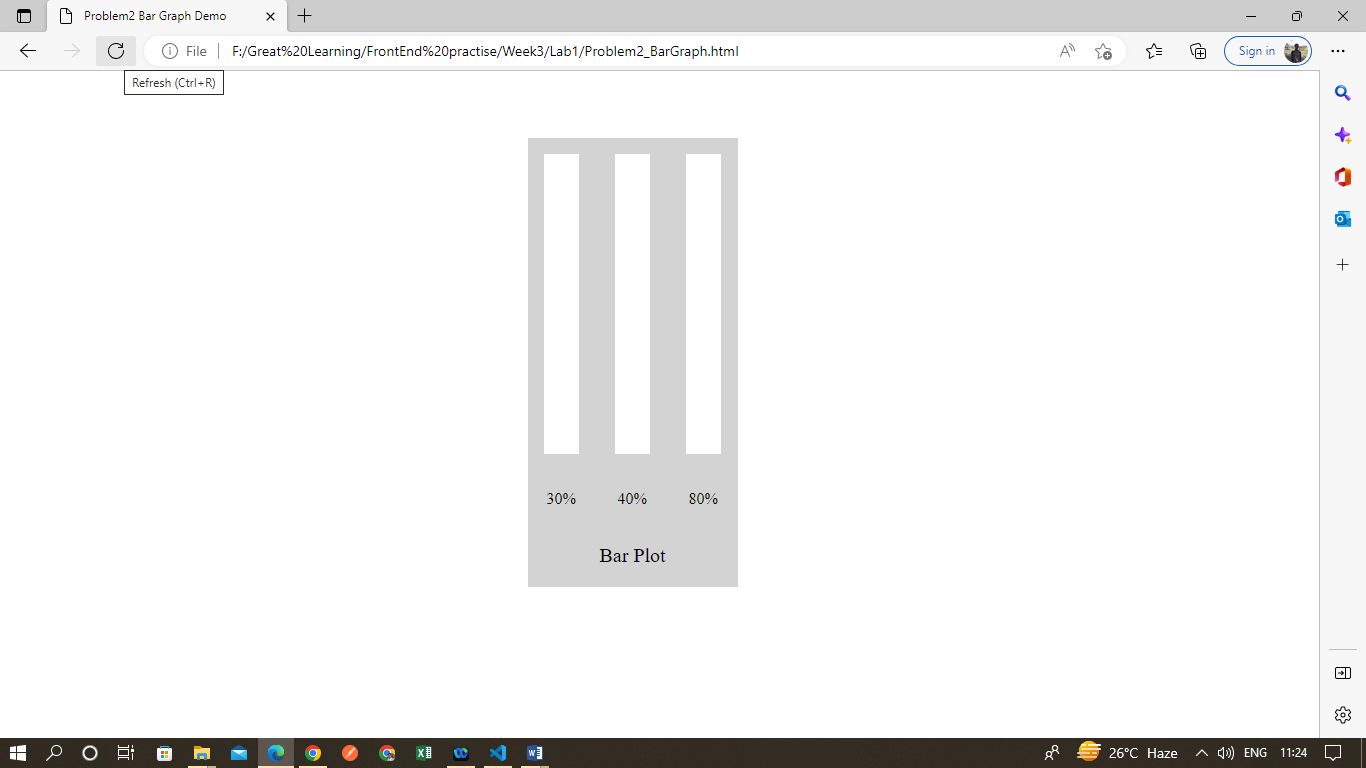 Problem2 Bar Graph Demo
File
F:/Great%20Learning/FrontEnd%20practise/Week3/Lab1/Problem2_BarGraph.html
Sign in
Refresh (Ctrl+R)
30% 40% 80%
Bar Plot
26°C Haze
ENG
11:24